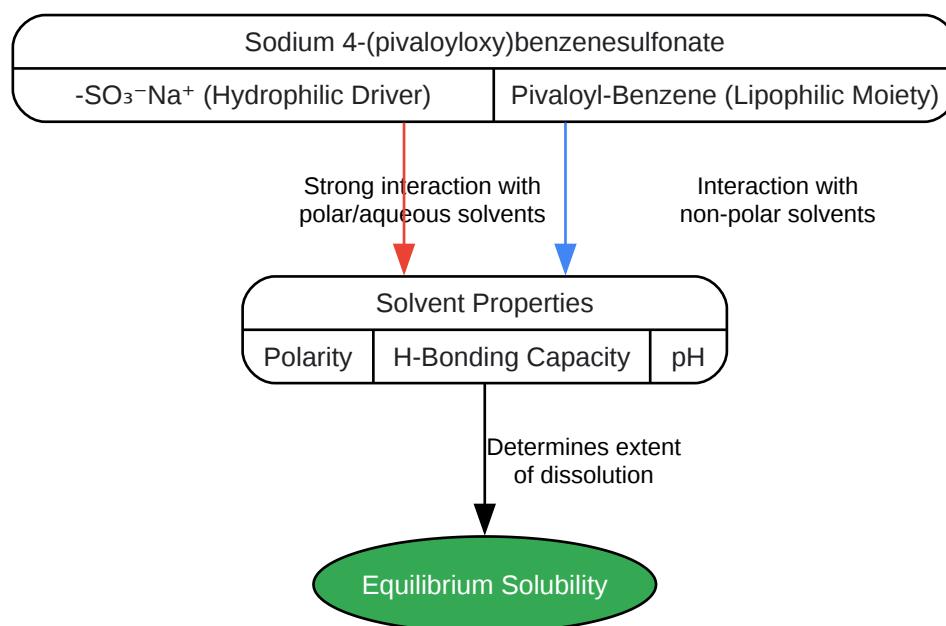 Sodium 4-(pivaloyloxy)benzenesulfonate
-SO₃⁻Na⁺ (Hydrophilic Driver)
Pivaloyl-Benzene (Lipophilic Moiety)
Strong interaction with
polar/aqueous solvents
Interaction with
non-polar solvents
Solvent Properties
Polarity
H-Bonding Capacity
pH
Determines extent
of dissolution
Equilibrium Solubility